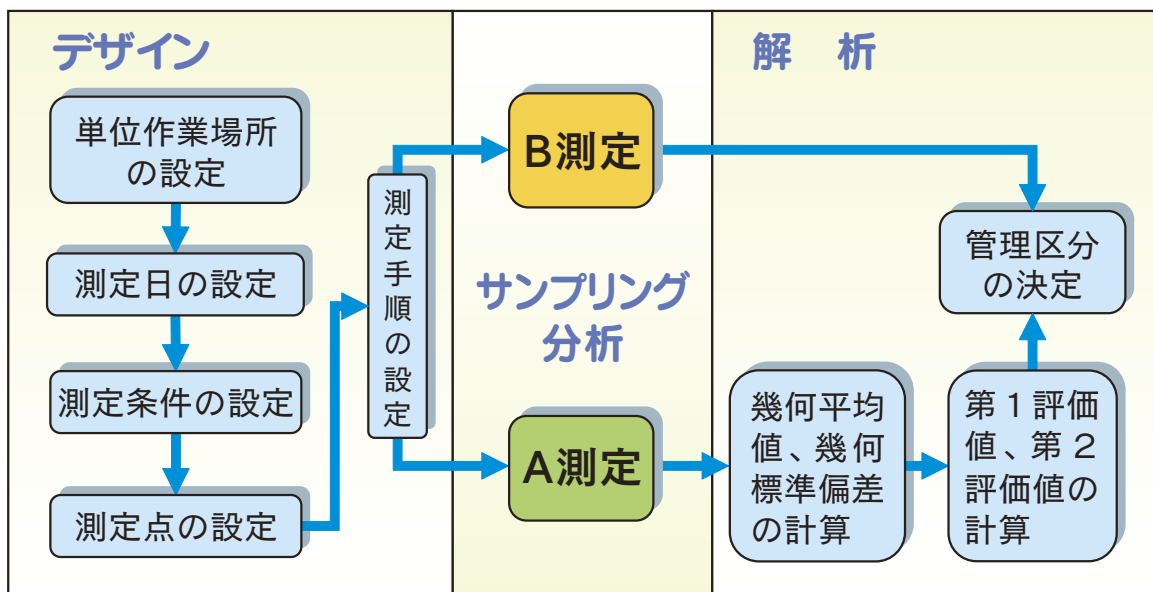 デザイン
単位作業場所
の設定
測定日の設定
測定条件の設定
測定点の設定
測定手順の設定
サンプリング
分析
B測定
A測定
解 析
幾何平均
値、幾何
標準偏差
の計算
第1評価
値、第2
評価値の
計算
管理区分
の決定